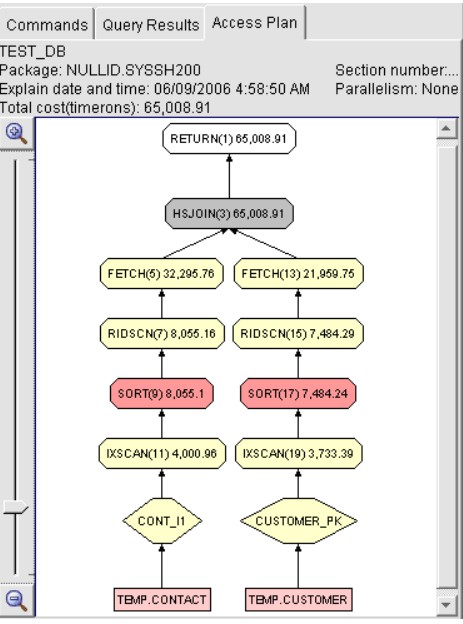 Commands Query Results Access Plan
TEST_DB
Package: NULLID.SYSSH200 Section number:...
Explain date and time: 06/09/2006 4:58:50 AM Parallelism: None
Total cost(timerons): 65,008.91
RETURN(1) 65,008.91
HSJOIN(3) 65,008.91
FETCH(5) 32,295.76 FETCH(13) 21,959.75
RIDSCN(7) 8,055.16 RIDSCN(15) 7,484.29
SORT(9) 8,055.1 SORT(17) 7,484.24
IXSCAN(11) 4,000.96 IXSCAN(19) 3,733.39
CONT_I1 CUSTOMER_PK
TEMP.CONTACT TEMP.CUSTOMER